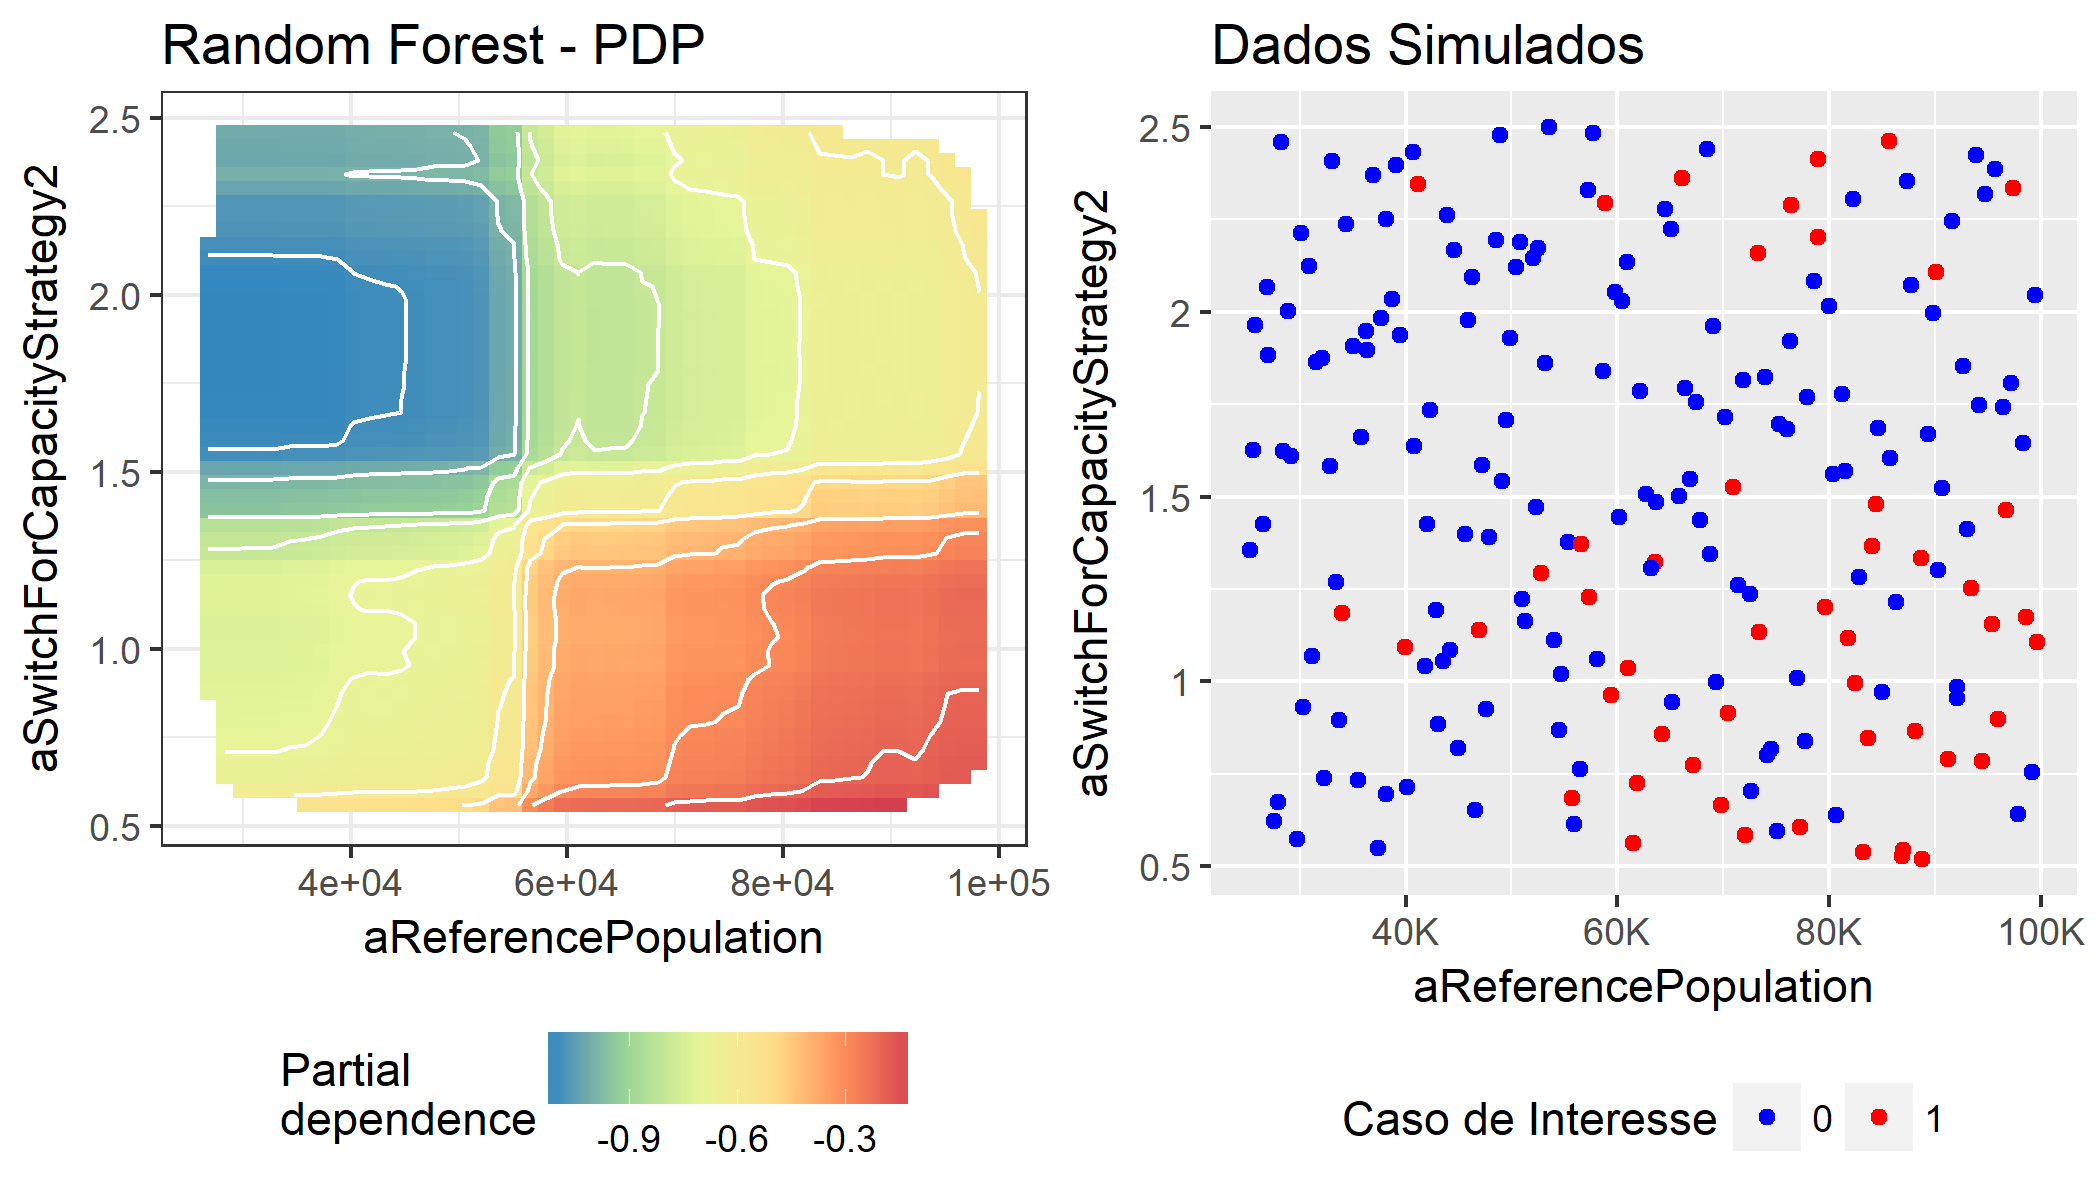 Random Forest - PDP
aSwitchForCapacityStrategy2
2.5
2.0
1.5
1.0
0.5
4e+04 6e+04 8e+04 1e+05
aReferencePopulation
Partial
dependence
-0.9 -0.6 -0.3
Dados Simulados
aSwitchForCapacityStrategy2
2.5
2
1.5
1
0.5
40K 60K 80K 100K
aReferencePopulation
Caso de Interesse 0 1